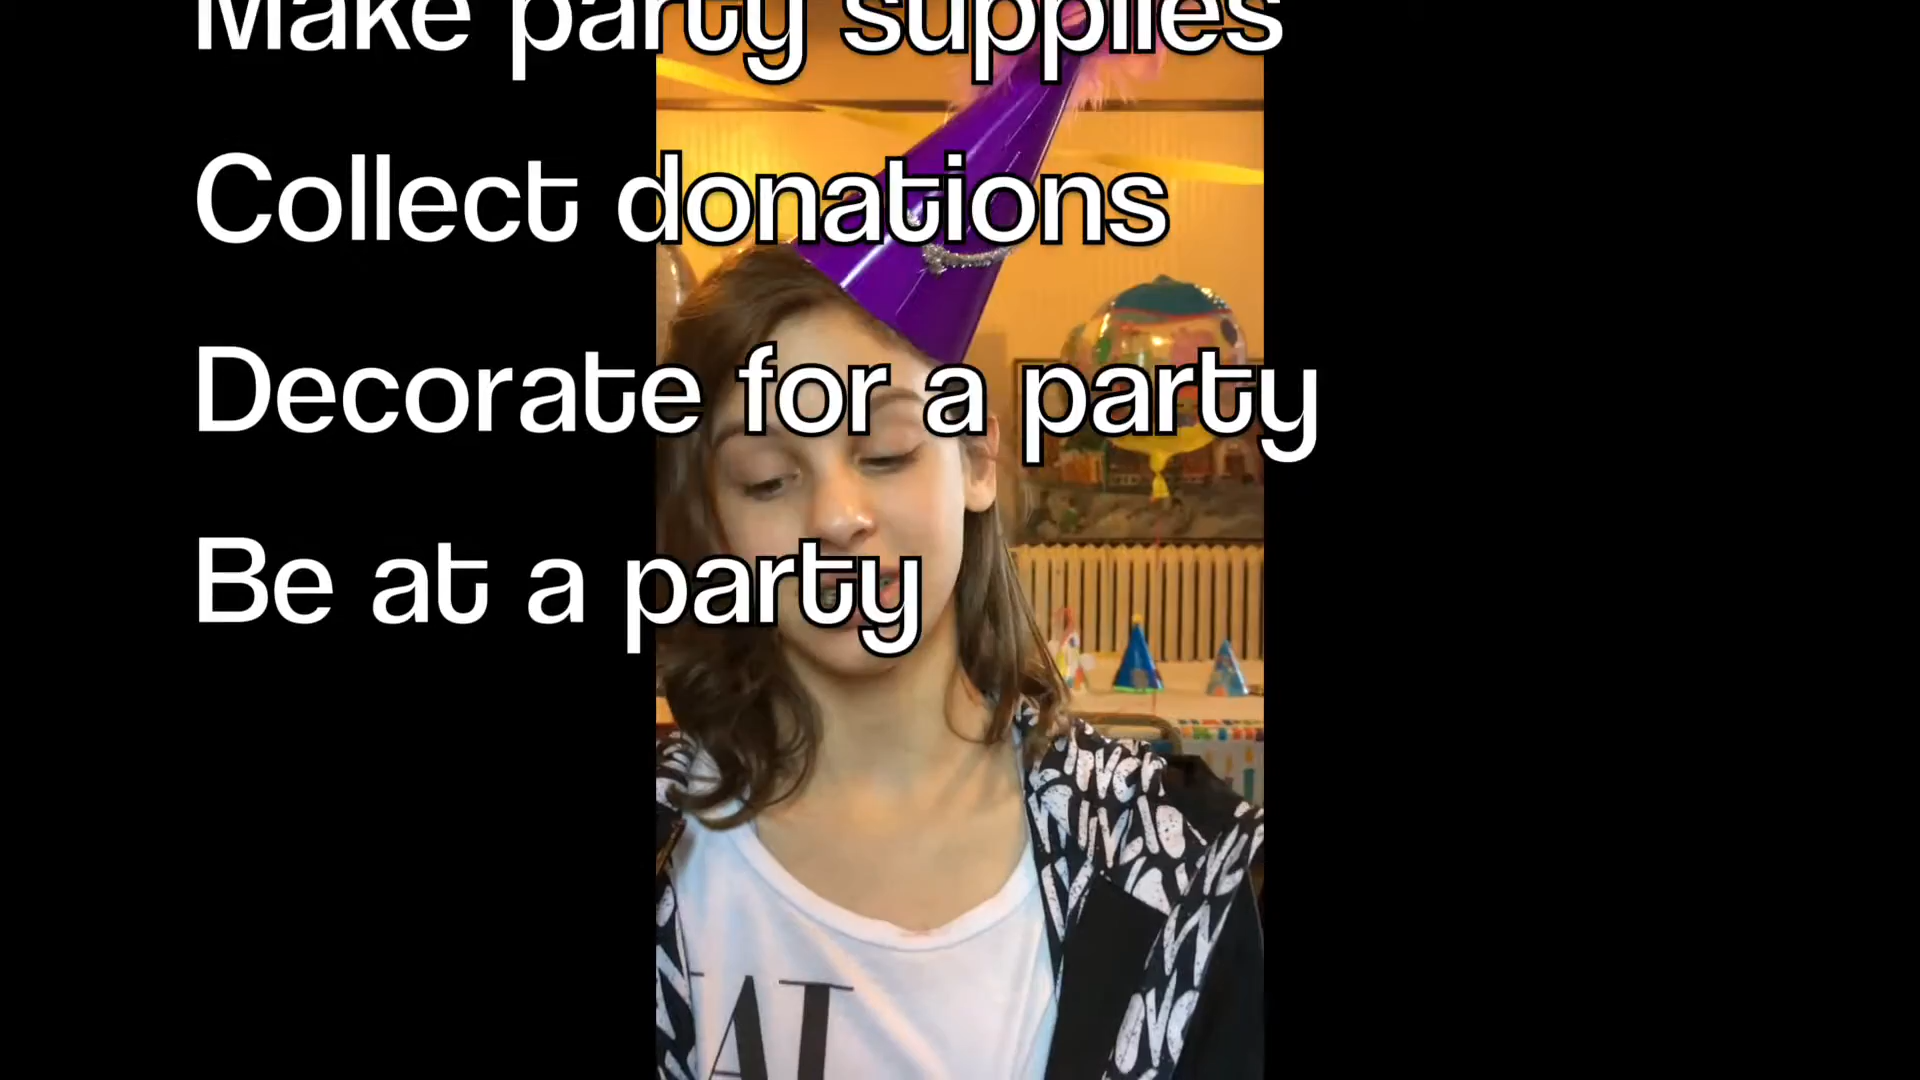 Make party supplies
Collect donations
Decorate for a party
Be at a party